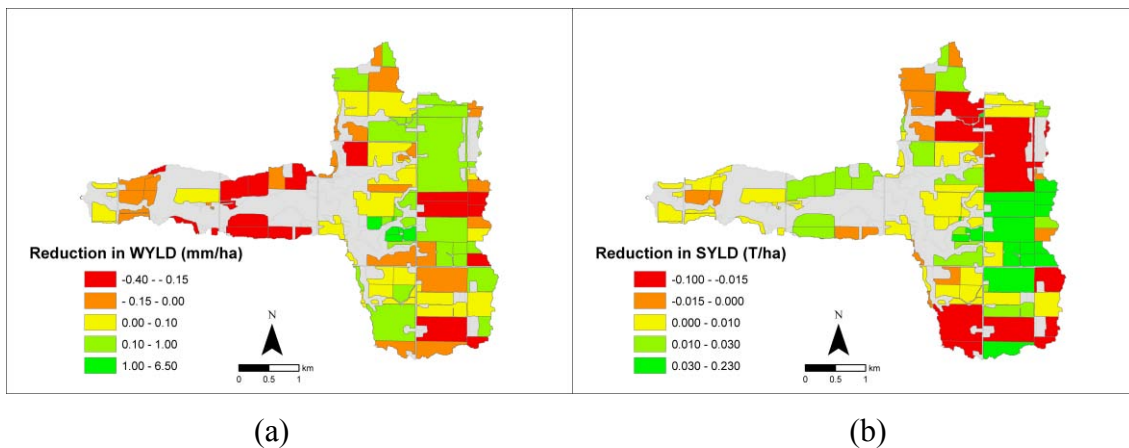 Reduction in WYLD (mm/ha)
-0.40 - -0.15
-0.15 - 0.00
0.00 - 0.10
0.10 - 1.00
1.00 - 6.50
N
0 0.5 1
km
Reduction in SYLD (T/ha)
-0.100 - -0.015
-0.015 - 0.000
0.000 - 0.010
0.010 - 0.030
0.030 - 0.230
N
0 0.5 1
km
(a)
(b)